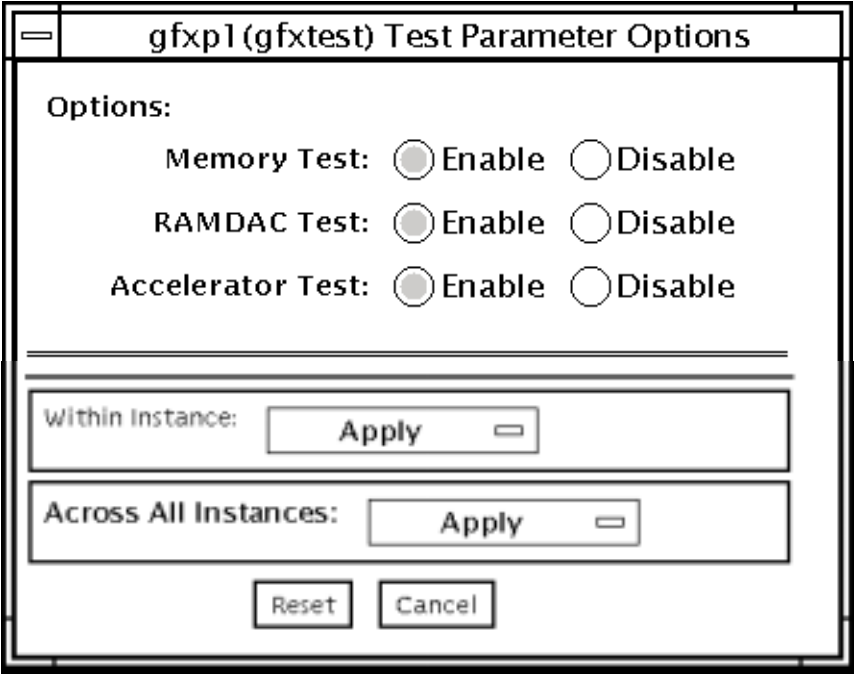 gfxp1(gfxtest) Test Parameter Options
Options:
Memory Test: Enable Disable
RAMDAC Test: Enable Disable
Accelerator Test: Enable Disable
Within Instance: Apply
Across All Instances: Apply
Reset Cancel